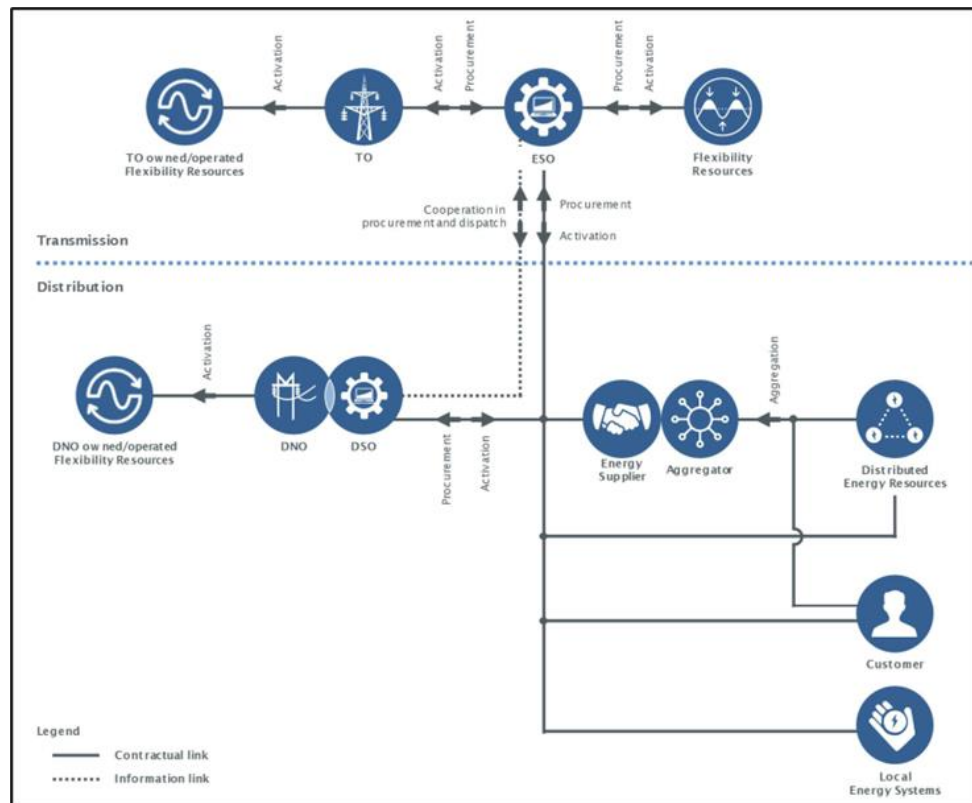 Activation
Activation
Procurement
Procurement
Activation
TO owned/operated
Flexibility Resources
TO
ESO
Flexibility
Resources
Cooperation in
procurement and dispatch
Procurement
Activation
Transmission
Distribution
Activation
Aggregation
DNO owned/operated
Flexibility Resources
DNO
DSO
Procurement
Activation
Energy
Supplier
Aggregator
Distributed
Energy Resources
Customer
Legend
Contractual link
Information link
Local
Energy Systems